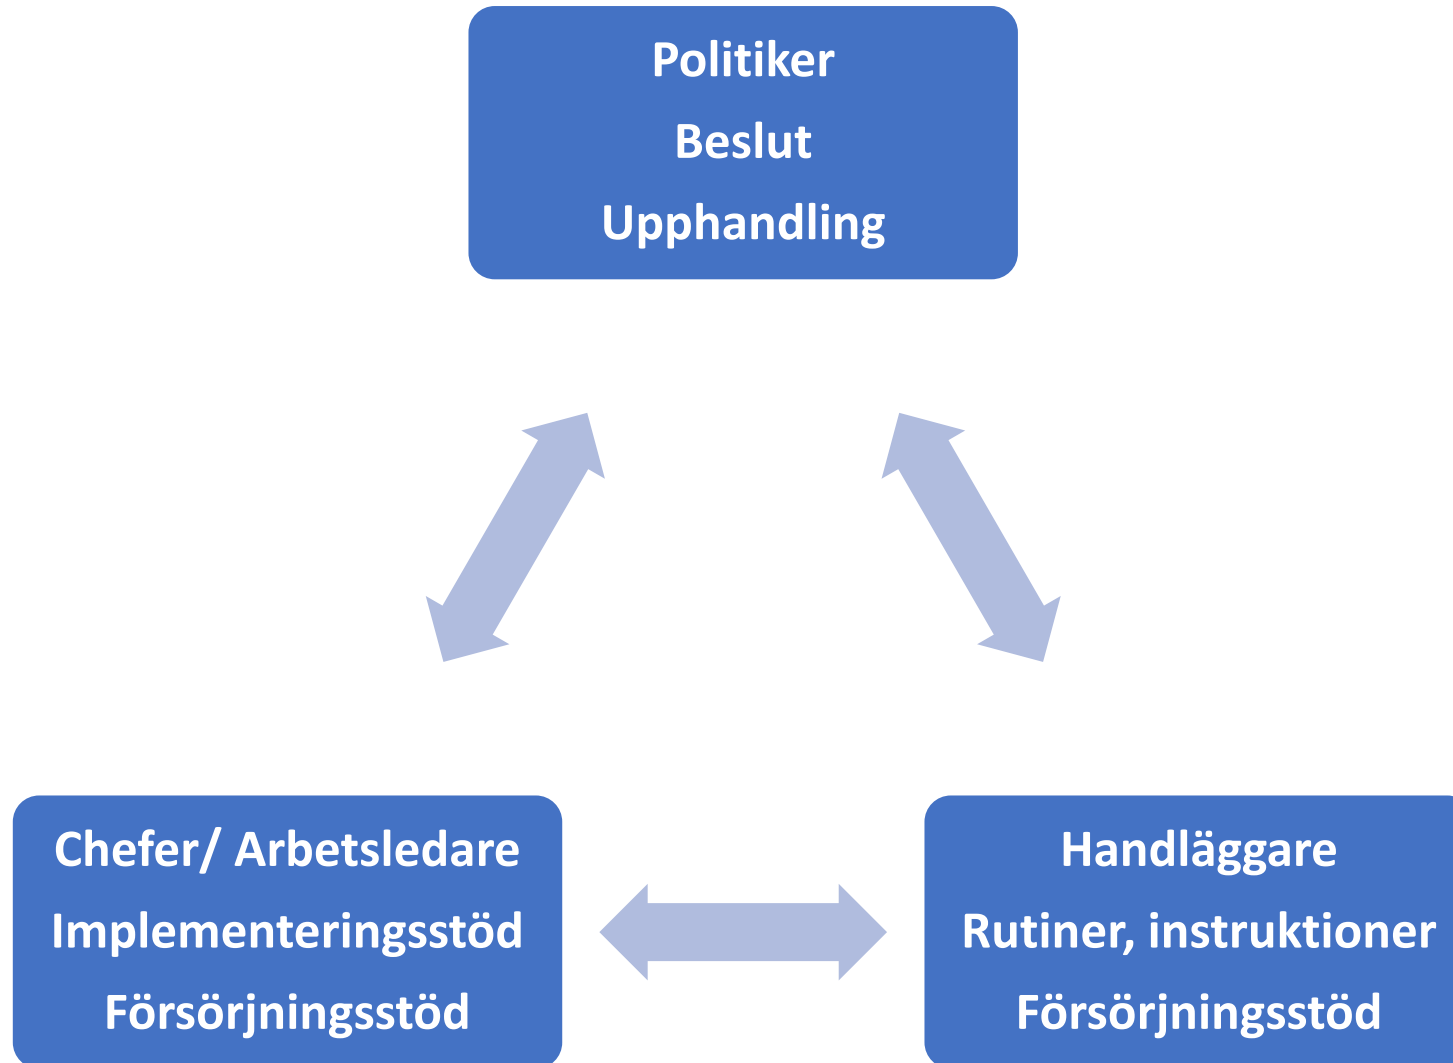 Politiker
Beslut
Upphandling
Chefer/ Arbetsledare
Implementeringsstöd
Försörjningsstöd
Handläggare
Rutiner, instruktioner
Försörjningsstöd